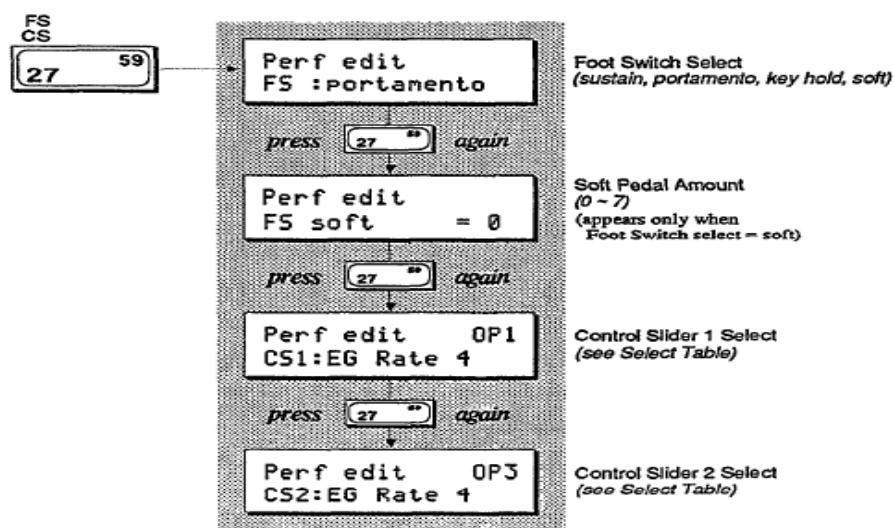 FS
CS
27 59
Perf edit
FS :portamento
Foot Switch Select
(sustain, portamento, key hold, soft)
press 27 59 again
Perf edit
FS soft = 0
Soft Pedal Amount
(0 ~ 7)
(appears only when
Foot Switch select = soft)
press 27 59 again
Perf edit OP1
CS1:EG Rate 4
Control Slider 1 Select
(see Select Table)
press 27 59 again
Perf edit OP3
CS2:EG Rate 4
Control Slider 2 Select
(see Select Table)